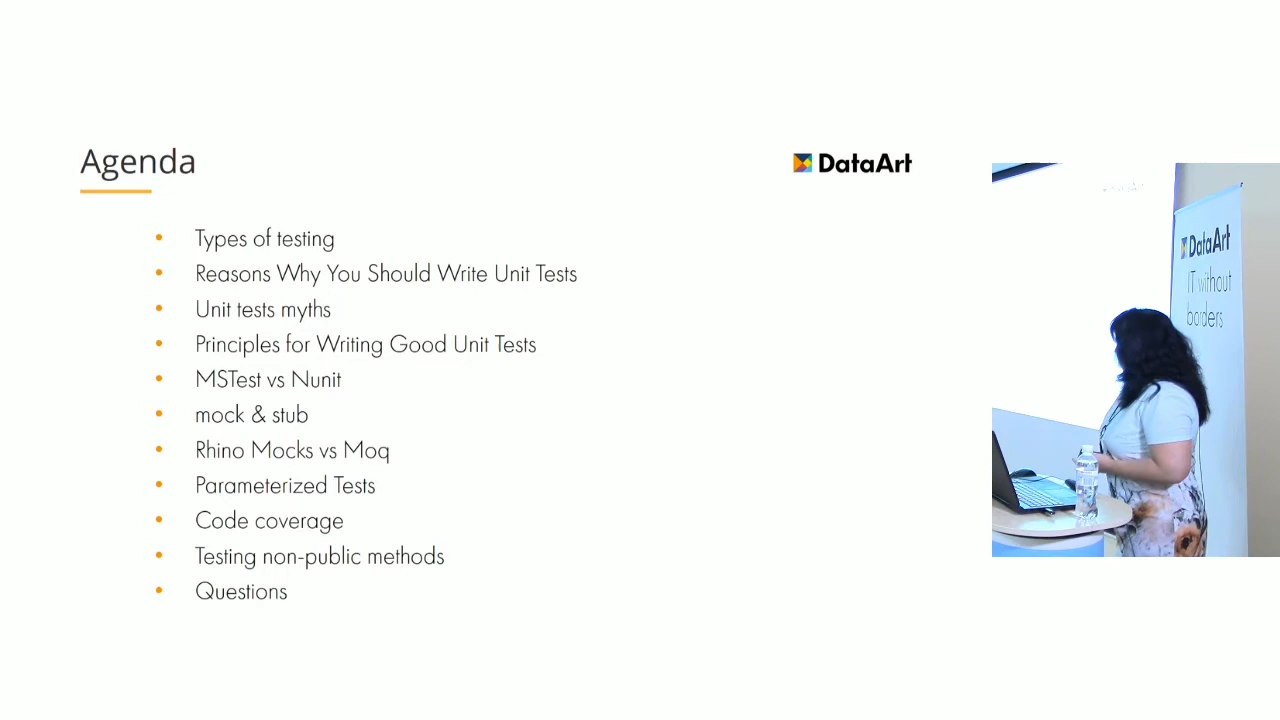 Agenda
DataArt
• Types of testing
• Reasons Why You Should Write Unit Tests
• Unit tests myths
• Principles for Writing Good Unit Tests
• MSTest vs Nunit
• mock & stub
• Rhino Mocks vs Moq
• Parameterized Tests
• Code coverage
• Testing non-public methods
• Questions
DataArt
IT without
borders